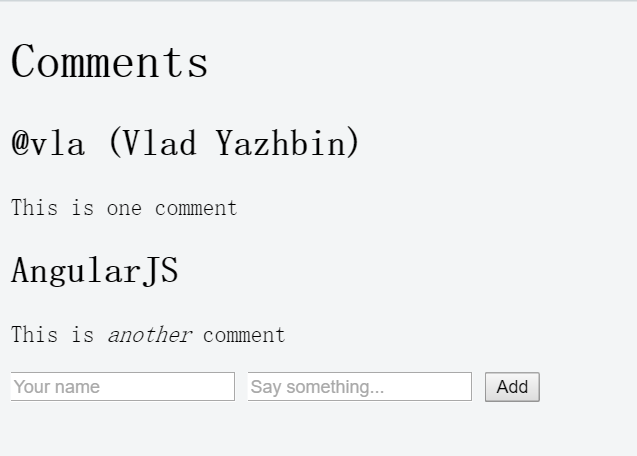 Comments
@vla (Vlad Yazhbin)
This is one comment
AngularJS
This is another comment
Your name Say something... Add